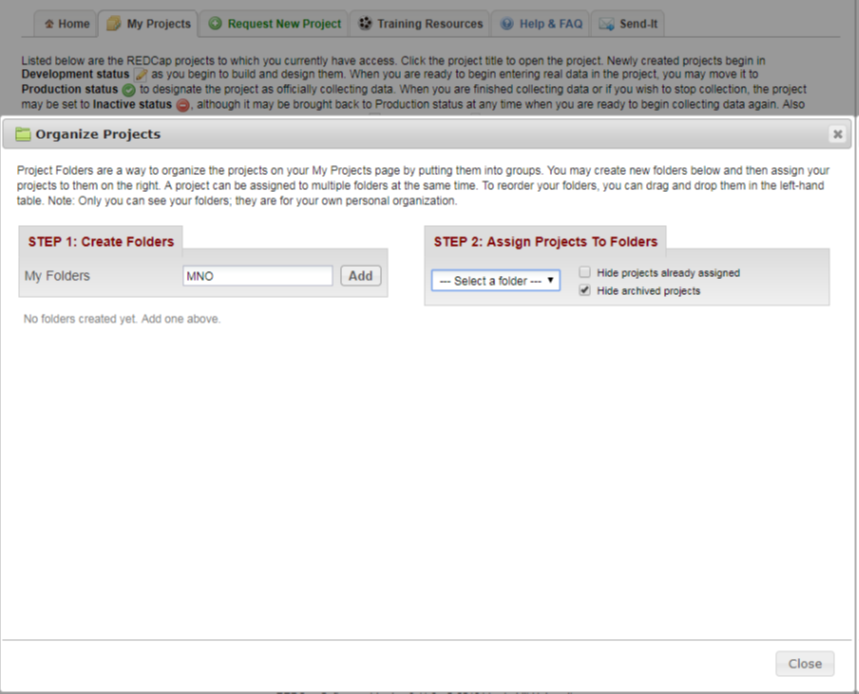 Home My Projects Request New Project Training Resources Help & FAQ Send-It
Listed below are the REDCap projects to which you currently have access. Click the project title to open the project. Newly created projects begin in
Development status as you begin to build and design them. When you are ready to begin entering real data in the project, you may move it to
Production status to designate the project as officially collecting data. When you are finished collecting data or if you wish to stop collection, the project
may be set to Inactive status , although it may be brought back to Production status at any time when you are ready to begin collecting data again. Also
Organize Projects
Project Folders are a way to organize the projects on your My Projects page by putting them into groups. You may create new folders below and then assign your
projects to them on the right. A project can be assigned to multiple folders at the same time. To reorder your folders, you can drag and drop them in the left-hand
table. Note: Only you can see your folders; they are for your own personal organization.
STEP 1: Create Folders
My Folders MNO Add
No folders created yet. Add one above.
STEP 2: Assign Projects To Folders
--- Select a folder ---
Hide projects already assigned
Hide archived projects
Close